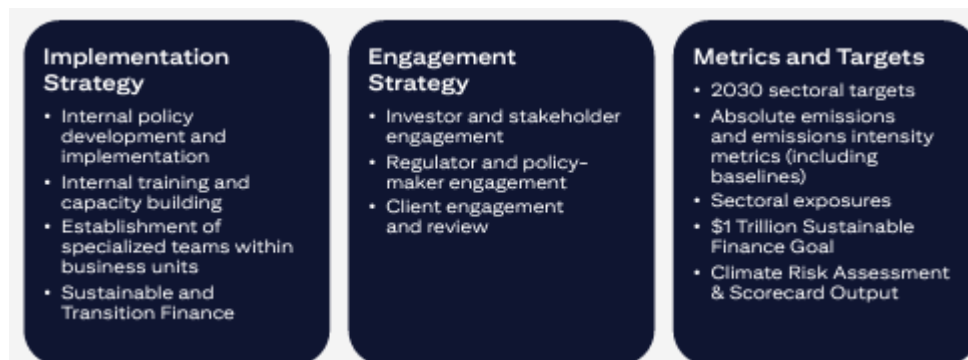 Implementation
Strategy
• Internal policy
development and
implementation
• Internal training and
capacity building
• Establishment of
specialized teams within
business units
• Sustainable and
Transition Finance
Engagement
Strategy
• Investor and stakeholder
engagement
• Regulator and policy-
maker engagement
• Client engagement
and review
Metrics and Targets
• 2030 sectoral targets
• Absolute emissions
and emissions intensity
metrics (including
baselines)
• Sectoral exposures
• $1 Trillion Sustainable
Finance Goal
• Climate Risk Assessment
& Scorecard Output